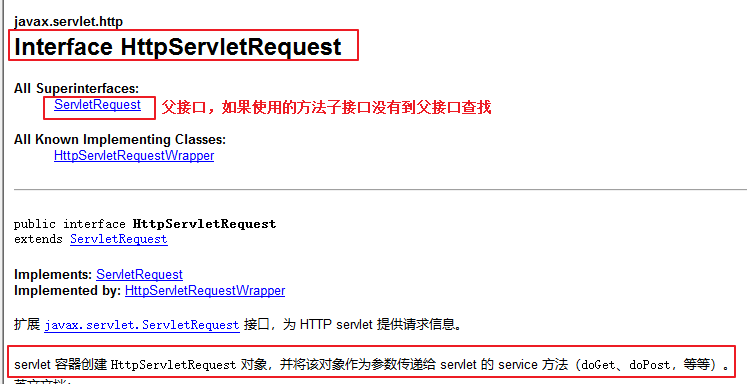 javax.servlet.http
Interface HttpServletRequest
All Superinterfaces:
ServletRequest 父接口，如果使用的方法子接口没有到父接口查找
All Known Implementing Classes:
HttpServletRequestWrapper
public interface HttpServletRequest
extends ServletRequest
Implements: ServletRequest
Implemented by: HttpServletRequestWrapper
扩展 javax.servlet.ServletRequest 接口，为 HTTP servlet 提供请求信息。
servlet 容器创建 HttpServletRequest 对象，并将该对象作为参数传递给 servlet 的 service 方法（doGet、doPost，等等）。
英文文档：